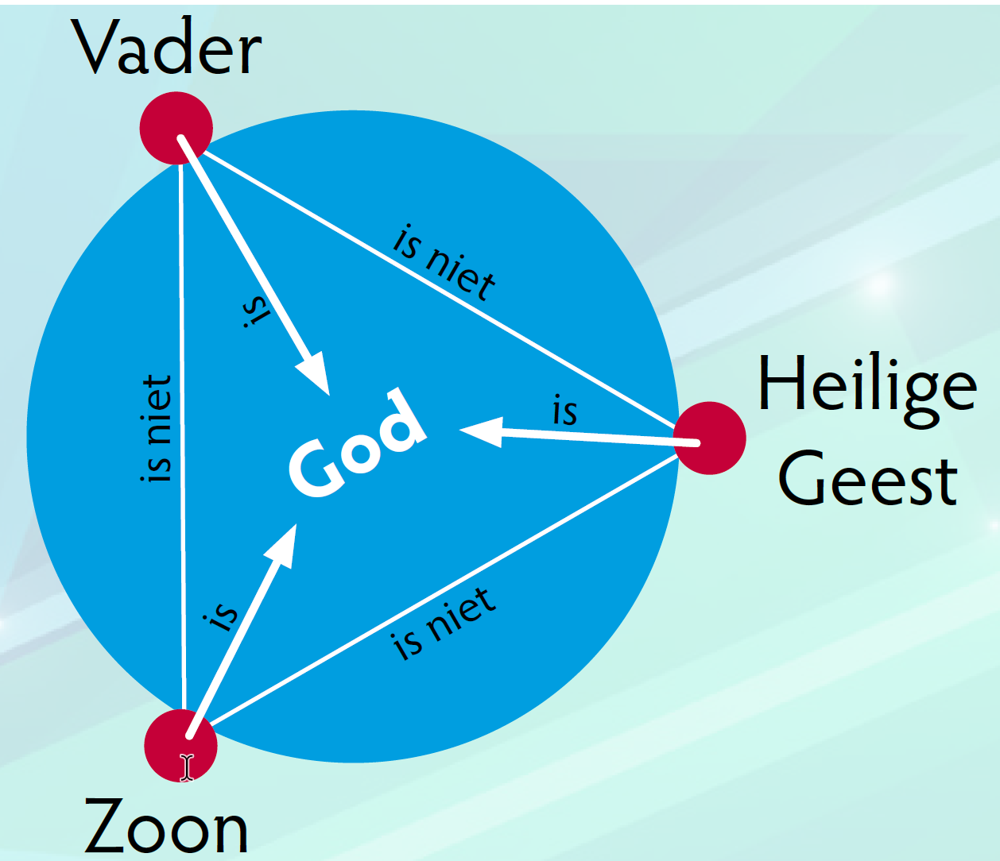 Vader
is niet
is
is niet
Heilige
Geest
is
God
is
is niet
Zoon